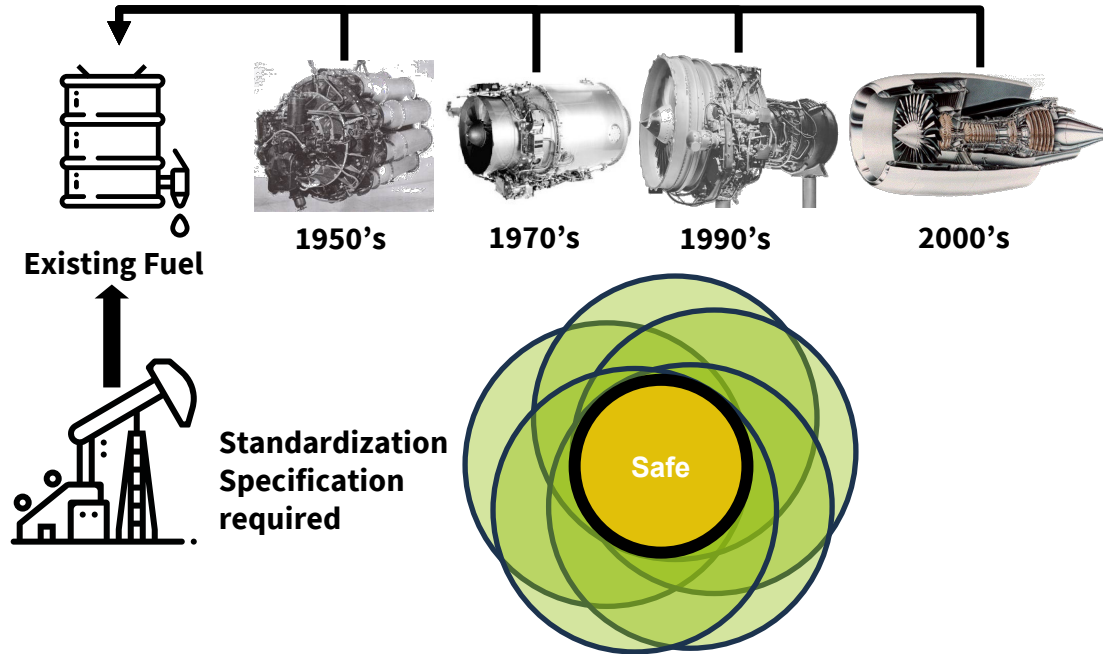 1950’s
1970’s
1990’s
2000’s
Existing Fuel
Standardization
Specification
required
Safe